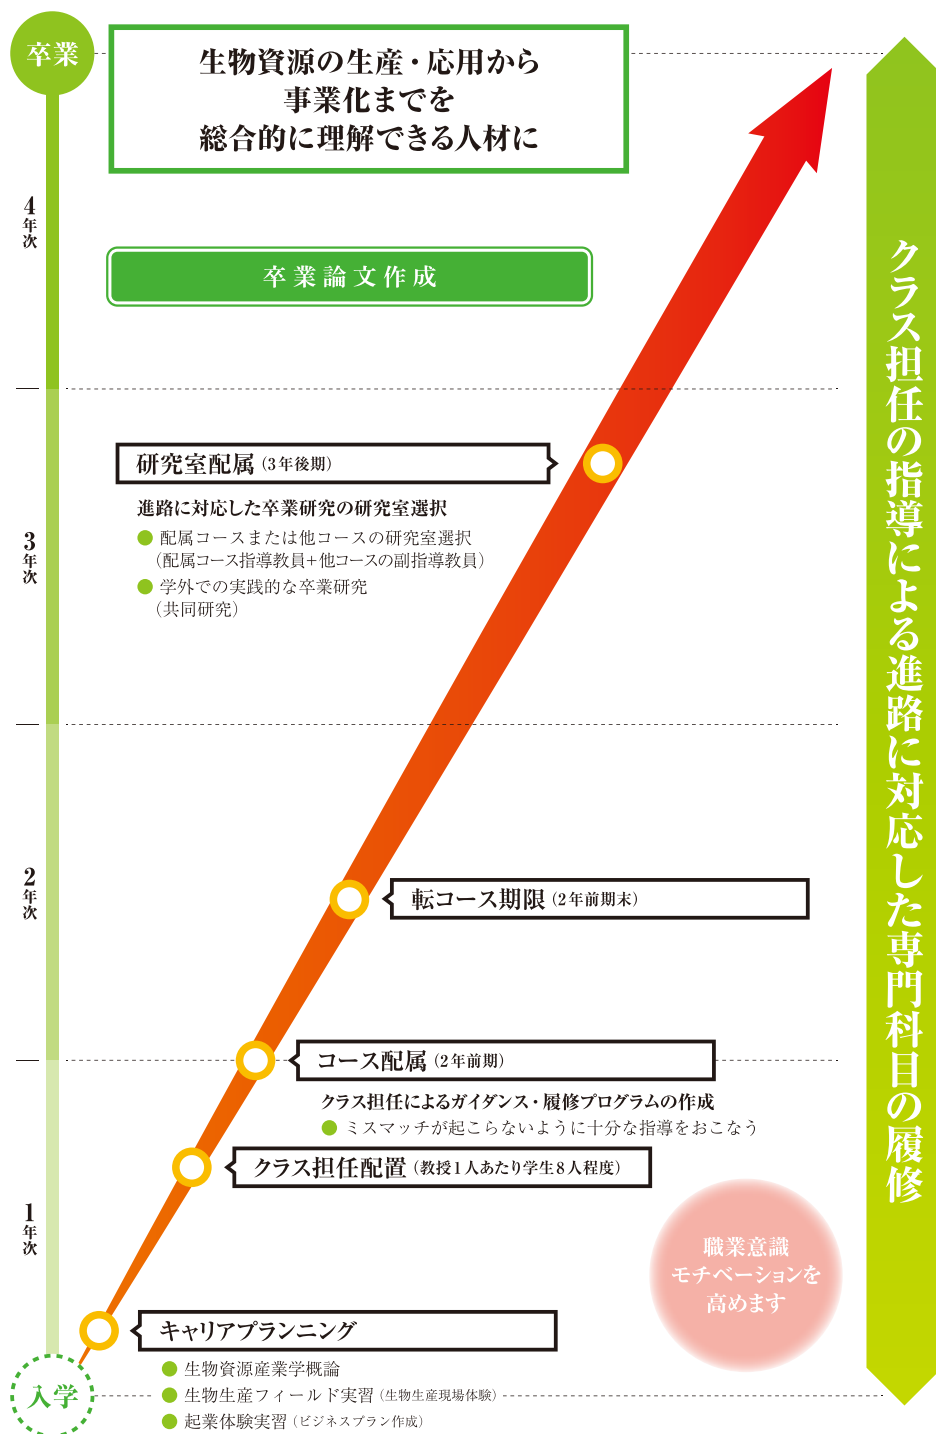 卒業
生物資源の生産・応用から
事業化までを
総合的に理解できる人材に
4年次
卒業論文作成
研究室配属（3年後期）
進路に対応した卒業研究の研究室選択
配属コースまたは他コースの研究室選択
（配属コース指導教員＋他コースの副指導教員）
学外での実践的な卒業研究
（共同研究）
3年次
転コース期限（2年前期末）
2年次
コース配属（2年前期）
クラス担任によるガイダンス・履修プログラムの作成
ミスマッチが起こらないように十分な指導をおこなう
クラス担任配置（教授1人あたり学生8人程度）
1年次
職業意識
モチベーションを
高めます
キャリアプランニング
生物資源産業学概論
生物生産フィールド実習（生物生産現場体験）
起業体験実習（ビジネスプラン作成）
入学
クラス担任の指導による進路に対応した専門科目の履修